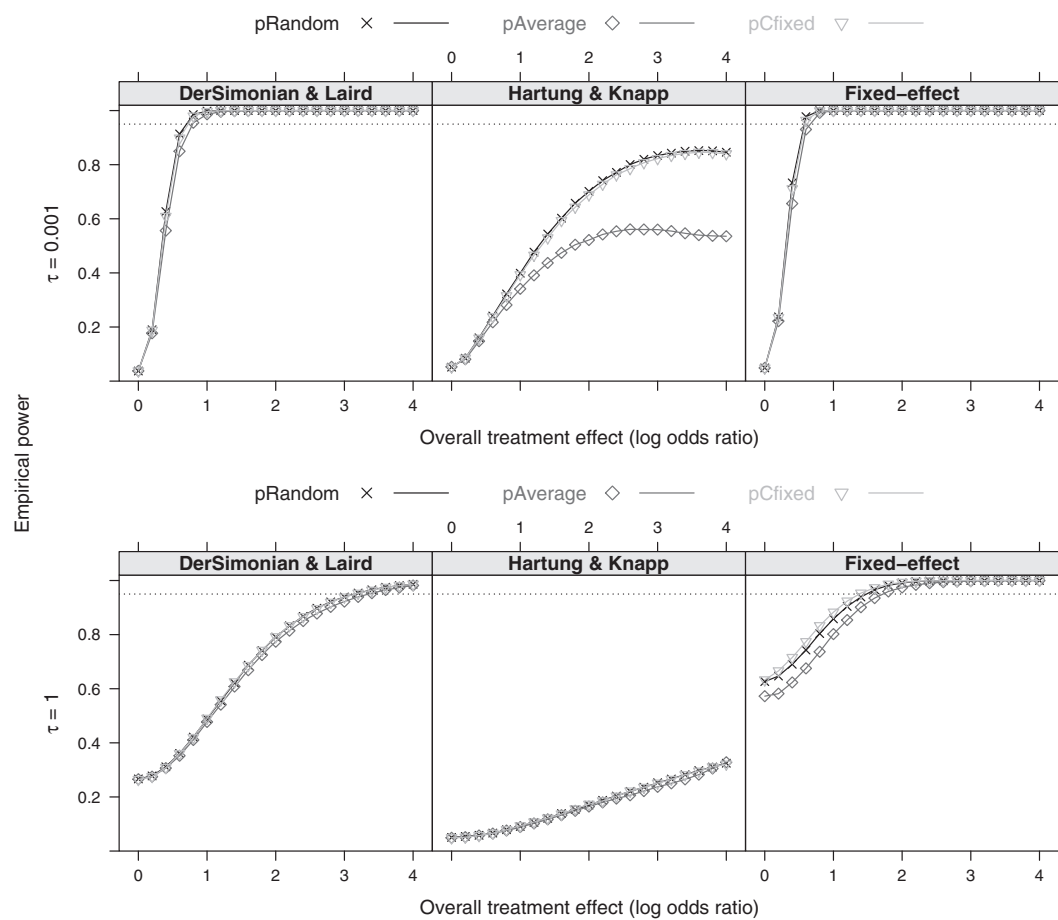 pRandom pAverage pCfixed
0 1 2 3 4
DerSimonian & Laird Hartung & Knapp Fixed−effect
0.8
0.6
0.4
0.2
τ = 0.001
0 1 2 3 4 0 1 2 3 4
Overall treatment effect (log odds ratio)
Empirical power
pRandom pAverage pCfixed
0 1 2 3 4
DerSimonian & Laird Hartung & Knapp Fixed−effect
0.8
0.6
0.4
0.2
τ = 1
0 1 2 3 4 0 1 2 3 4
Overall treatment effect (log odds ratio)